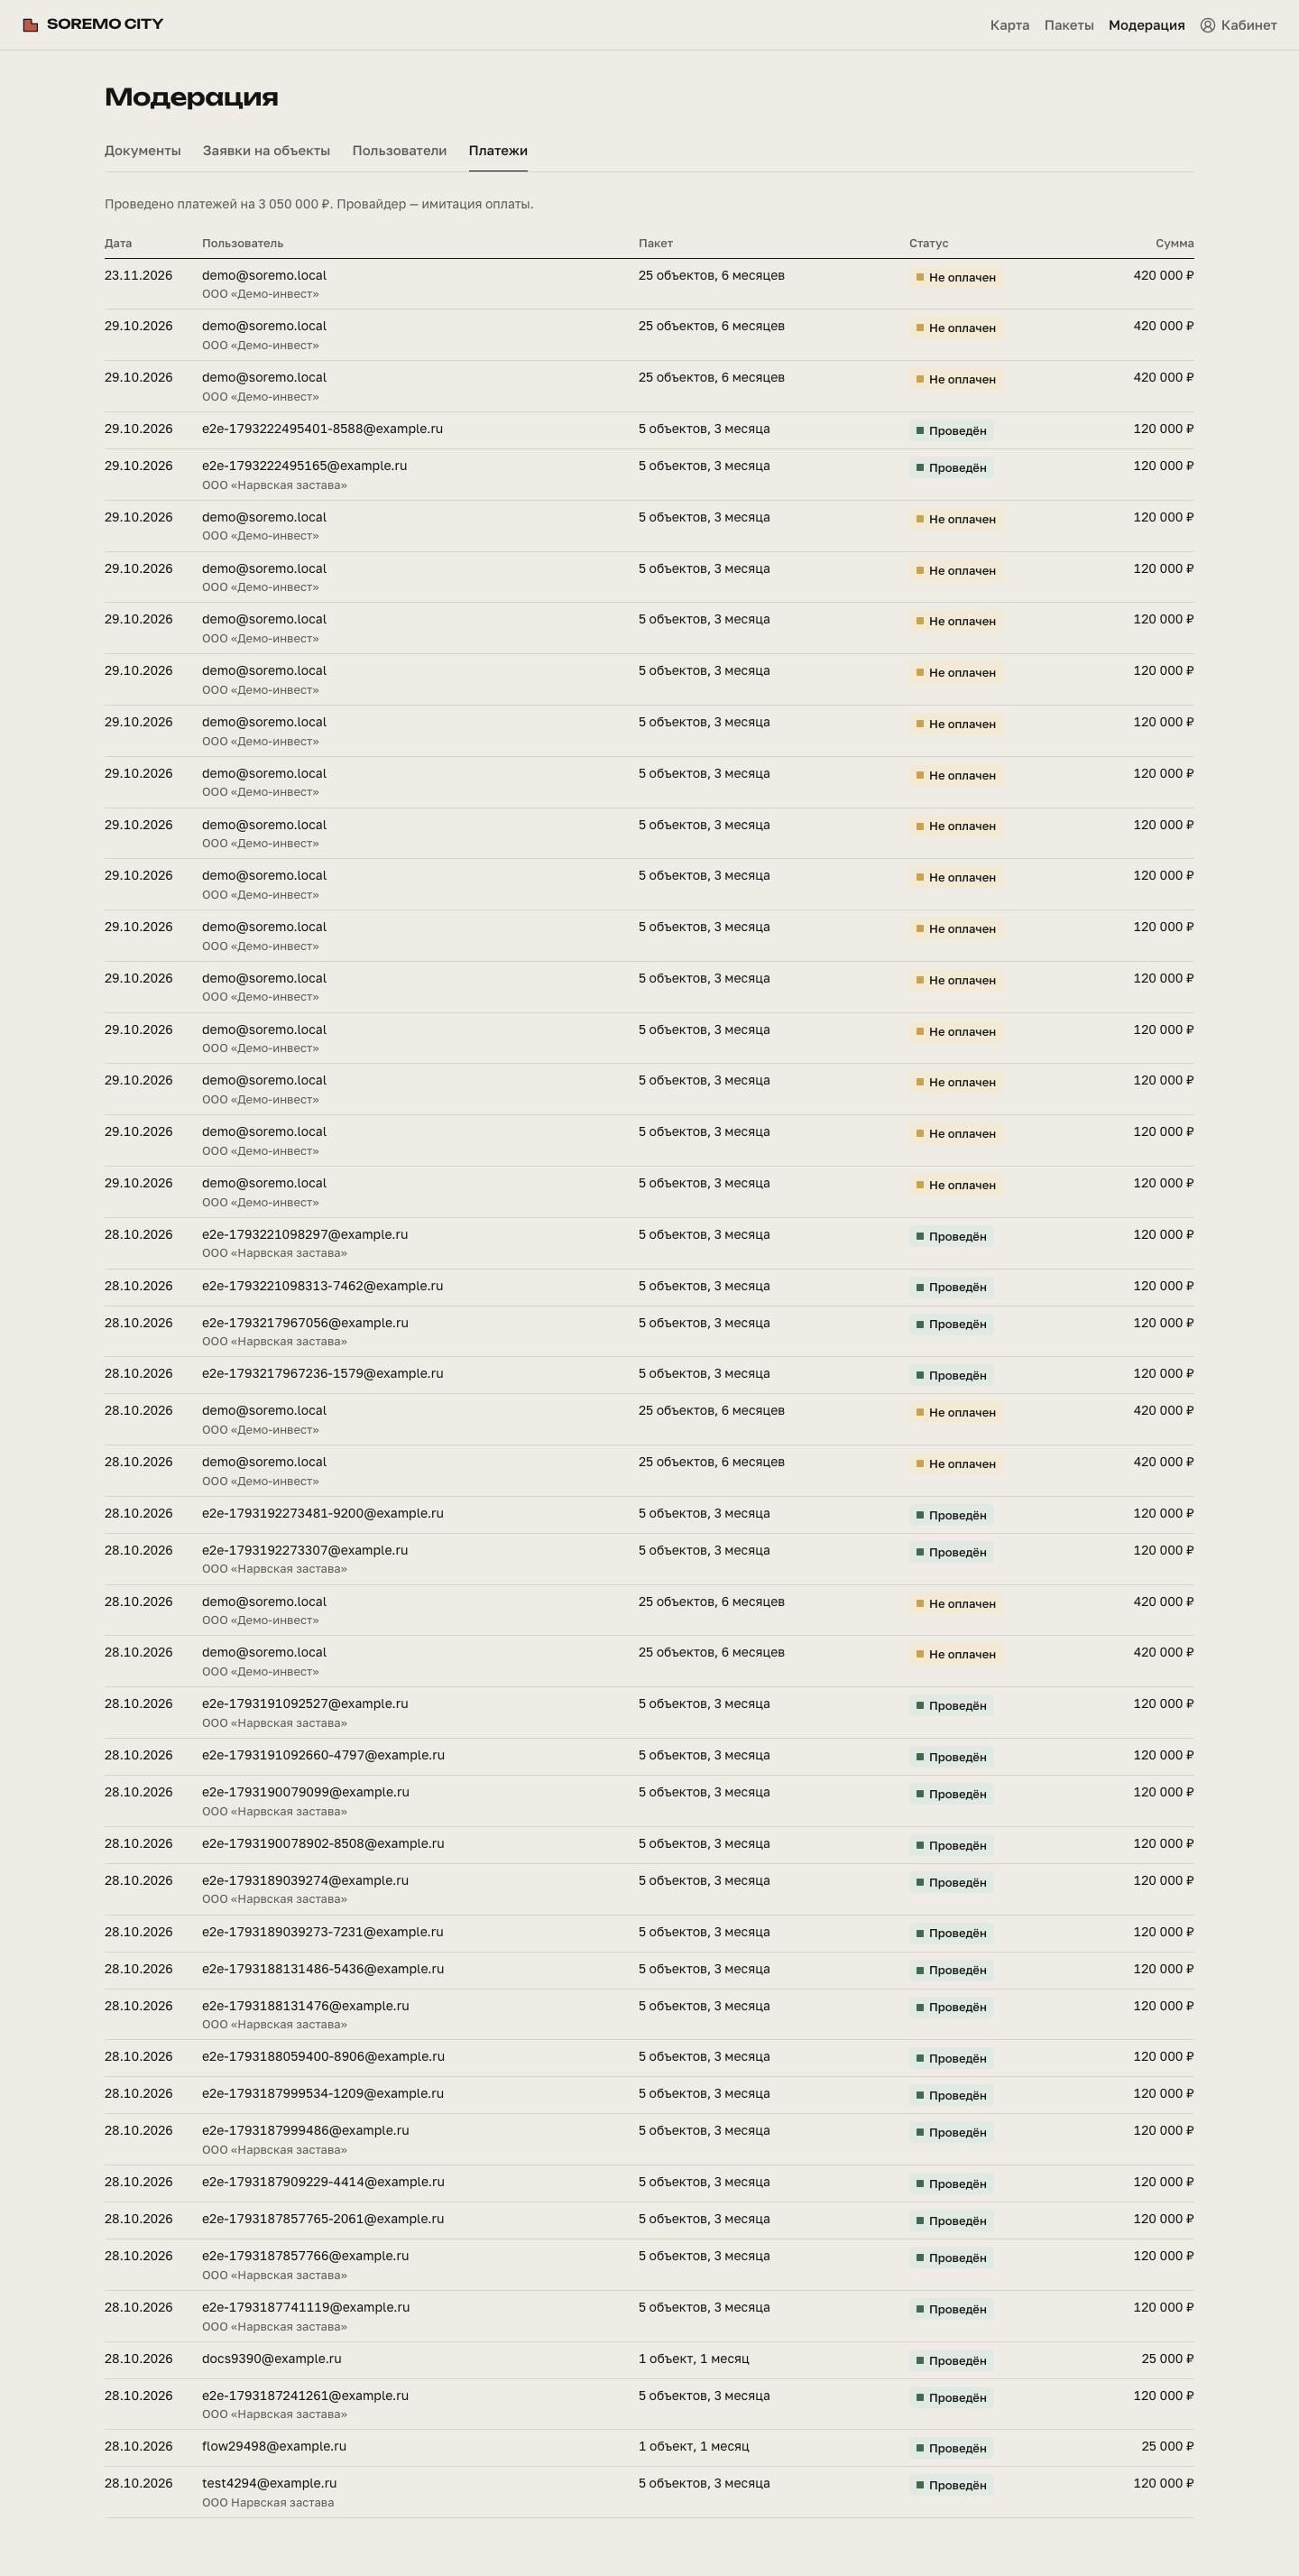 SOREMO CITY
Карта Пакеты Модерация Кабинет
Модерация
Документы Заявки на объекты Пользователи Платежи
Проведено платежей на 3 050 000 ₽. Провайдер — имитация оплаты.
Дата Пользователь Пакет Статус Сумма
23.11.2026 demo@soremo.local 25 объектов, 6 месяцев Не оплачен 420 000 ₽
ООО «Демо-инвест»
29.10.2026 demo@soremo.local 25 объектов, 6 месяцев Не оплачен 420 000 ₽
ООО «Демо-инвест»
29.10.2026 demo@soremo.local 25 объектов, 6 месяцев Не оплачен 420 000 ₽
ООО «Демо-инвест»
29.10.2026 e2e-1793222495401-8588@example.ru 5 объектов, 3 месяца Проведён 120 000 ₽
29.10.2026 e2e-1793222495165@example.ru 5 объектов, 3 месяца Проведён 120 000 ₽
ООО «Нарвская застава»
29.10.2026 demo@soremo.local 5 объектов, 3 месяца Не оплачен 120 000 ₽
ООО «Демо-инвест»
29.10.2026 demo@soremo.local 5 объектов, 3 месяца Не оплачен 120 000 ₽
ООО «Демо-инвест»
29.10.2026 demo@soremo.local 5 объектов, 3 месяца Не оплачен 120 000 ₽
ООО «Демо-инвест»
29.10.2026 demo@soremo.local 5 объектов, 3 месяца Не оплачен 120 000 ₽
ООО «Демо-инвест»
29.10.2026 demo@soremo.local 5 объектов, 3 месяца Не оплачен 120 000 ₽
ООО «Демо-инвест»
29.10.2026 demo@soremo.local 5 объектов, 3 месяца Не оплачен 120 000 ₽
ООО «Демо-инвест»
29.10.2026 demo@soremo.local 5 объектов, 3 месяца Не оплачен 120 000 ₽
ООО «Демо-инвест»
29.10.2026 demo@soremo.local 5 объектов, 3 месяца Не оплачен 120 000 ₽
ООО «Демо-инвест»
29.10.2026 demo@soremo.local 5 объектов, 3 месяца Не оплачен 120 000 ₽
ООО «Демо-инвест»
29.10.2026 demo@soremo.local 5 объектов, 3 месяца Не оплачен 120 000 ₽
ООО «Демо-инвест»
29.10.2026 demo@soremo.local 5 объектов, 3 месяца Не оплачен 120 000 ₽
ООО «Демо-инвест»
29.10.2026 demo@soremo.local 5 объектов, 3 месяца Не оплачен 120 000 ₽
ООО «Демо-инвест»
29.10.2026 demo@soremo.local 5 объектов, 3 месяца Не оплачен 120 000 ₽
ООО «Демо-инвест»
29.10.2026 demo@soremo.local 5 объектов, 3 месяца Не оплачен 120 000 ₽
ООО «Демо-инвест»
28.10.2026 e2e-1793221098297@example.ru 5 объектов, 3 месяца Проведён 120 000 ₽
ООО «Нарвская застава»
28.10.2026 e2e-1793221098313-7462@example.ru 5 объектов, 3 месяца Проведён 120 000 ₽
28.10.2026 e2e-1793217967056@example.ru 5 объектов, 3 месяца Проведён 120 000 ₽
ООО «Нарвская застава»
28.10.2026 e2e-1793217967236-1579@example.ru 5 объектов, 3 месяца Проведён 120 000 ₽
28.10.2026 demo@soremo.local 25 объектов, 6 месяцев Не оплачен 420 000 ₽
ООО «Демо-инвест»
28.10.2026 demo@soremo.local 25 объектов, 6 месяцев Не оплачен 420 000 ₽
ООО «Демо-инвест»
28.10.2026 e2e-1793192273481-9200@example.ru 5 объектов, 3 месяца Проведён 120 000 ₽
28.10.2026 e2e-1793192273307@example.ru 5 объектов, 3 месяца Проведён 120 000 ₽
ООО «Нарвская застава»
28.10.2026 demo@soremo.local 25 объектов, 6 месяцев Не оплачен 420 000 ₽
ООО «Демо-инвест»
28.10.2026 demo@soremo.local 25 объектов, 6 месяцев Не оплачен 420 000 ₽
ООО «Демо-инвест»
28.10.2026 e2e-1793191092527@example.ru 5 объектов, 3 месяца Проведён 120 000 ₽
ООО «Нарвская застава»
28.10.2026 e2e-1793191092660-4797@example.ru 5 объектов, 3 месяца Проведён 120 000 ₽
28.10.2026 e2e-1793190079099@example.ru 5 объектов, 3 месяца Проведён 120 000 ₽
ООО «Нарвская застава»
28.10.2026 e2e-1793190078902-8508@example.ru 5 объектов, 3 месяца Проведён 120 000 ₽
28.10.2026 e2e-1793189039274@example.ru 5 объектов, 3 месяца Проведён 120 000 ₽
ООО «Нарвская застава»
28.10.2026 e2e-1793189039273-7231@example.ru 5 объектов, 3 месяца Проведён 120 000 ₽
28.10.2026 e2e-1793188131486-5436@example.ru 5 объектов, 3 месяца Проведён 120 000 ₽
28.10.2026 e2e-1793188131476@example.ru 5 объектов, 3 месяца Проведён 120 000 ₽
ООО «Нарвская застава»
28.10.2026 e2e-1793188059400-8906@example.ru 5 объектов, 3 месяца Проведён 120 000 ₽
28.10.2026 e2e-1793187999534-1209@example.ru 5 объектов, 3 месяца Проведён 120 000 ₽
28.10.2026 e2e-1793187999486@example.ru 5 объектов, 3 месяца Проведён 120 000 ₽
ООО «Нарвская застава»
28.10.2026 e2e-1793187909229-4414@example.ru 5 объектов, 3 месяца Проведён 120 000 ₽
28.10.2026 e2e-1793187857765-2061@example.ru 5 объектов, 3 месяца Проведён 120 000 ₽
28.10.2026 e2e-1793187857766@example.ru 5 объектов, 3 месяца Проведён 120 000 ₽
ООО «Нарвская застава»
28.10.2026 e2e-1793187741119@example.ru 5 объектов, 3 месяца Проведён 120 000 ₽
ООО «Нарвская застава»
28.10.2026 docs9390@example.ru 1 объект, 1 месяц Проведён 25 000 ₽
28.10.2026 e2e-1793187241261@example.ru 5 объектов, 3 месяца Проведён 120 000 ₽
ООО «Нарвская застава»
28.10.2026 flow29498@example.ru 1 объект, 1 месяц Проведён 25 000 ₽
28.10.2026 test4294@example.ru 5 объектов, 3 месяца Проведён 120 000 ₽
ООО Нарвская застава